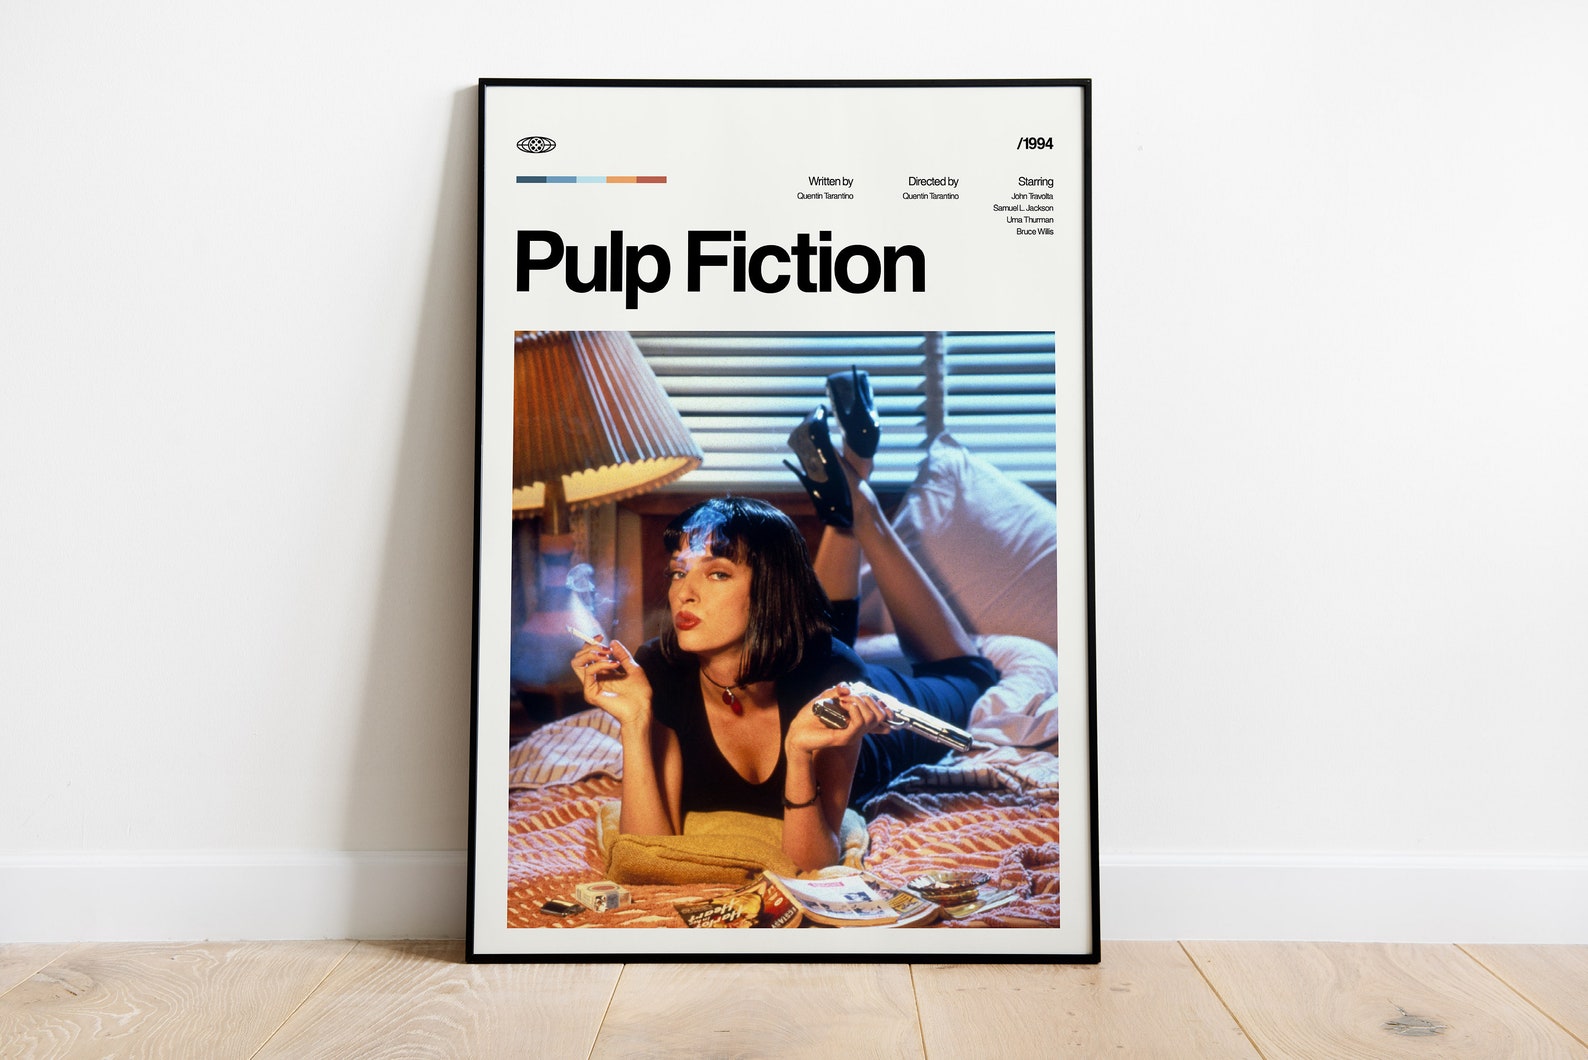 /1994
Written by
Quentin Tarantino
Directed by
Quentin Tarantino
Starring
John Travolta
Samuel L. Jackson
Uma Thurman
Bruce Willis
Pulp Fiction